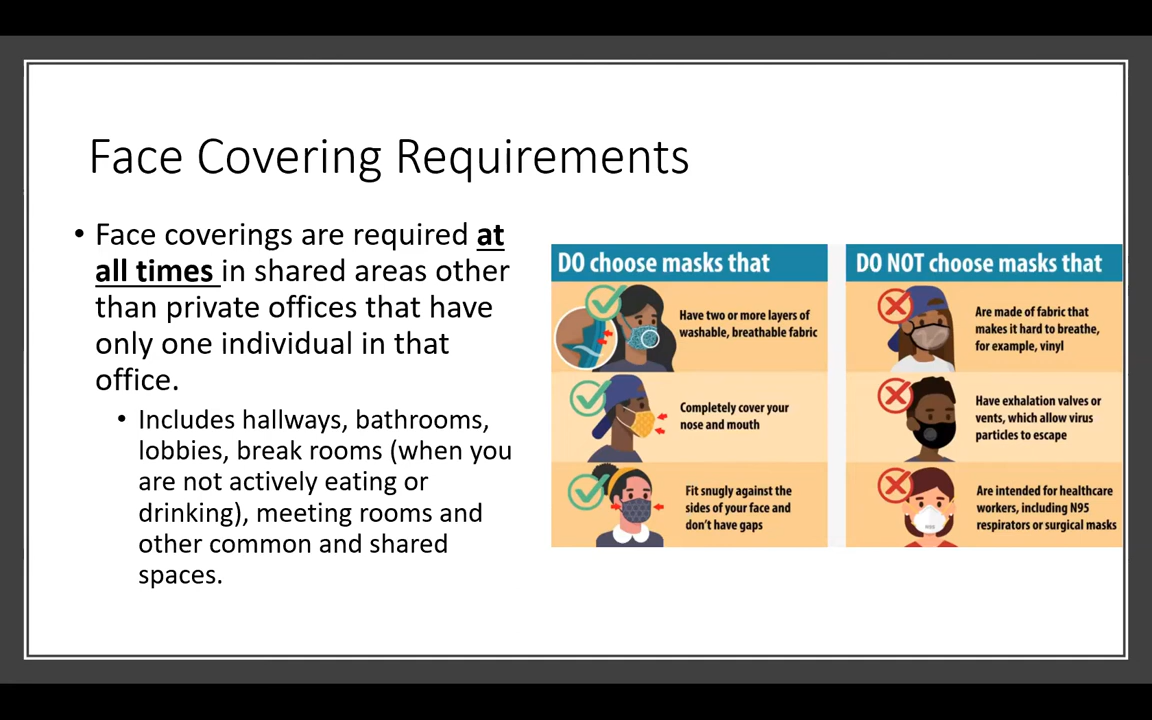 Face Covering Requirements
• Face coverings are required at
all times in shared areas other
than private offices that have
only one individual in that
office.
• Includes hallways, bathrooms,
lobbies, break rooms (when you
are not actively eating or
drinking), meeting rooms and
other common and shared
spaces.
DO choose masks that
Have two or more layers of
washable, breathable fabric
Completely cover your
nose and mouth
Fit snugly against the
sides of your face and
don't have gaps
DO NOT choose masks that
Are made of fabric that
makes it hard to breathe,
for example, vinyl
Have exhalation valves or
vents, which allow virus
particles to escape
Are intended for healthcare
workers, including N95
respirators or surgical masks
N95